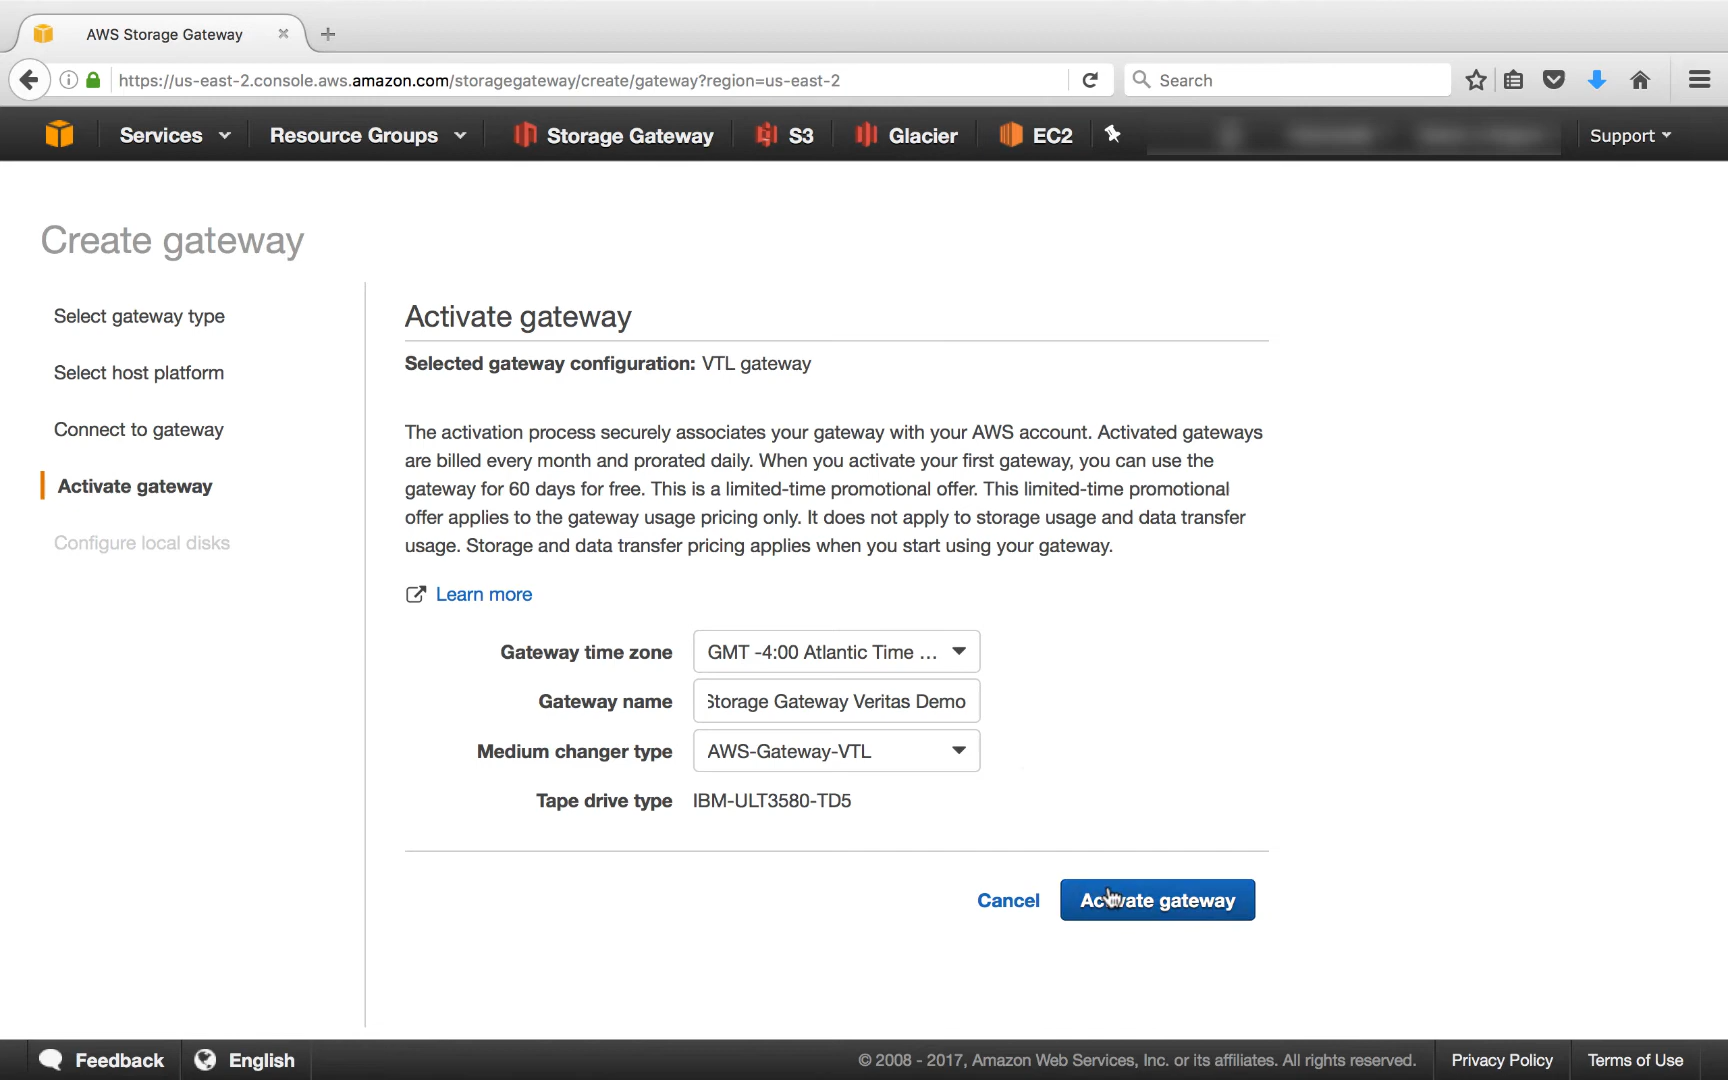 AWS Storage Gateway
https://us-east-2.console.aws.amazon.com/storagegateway/create/gateway?region=us-east-2
Search
Services
Resource Groups
Storage Gateway
S3
Glacier
EC2
Support
Create gateway
Select gateway type
Select host platform
Connect to gateway
Activate gateway
Configure local disks
Activate gateway
Selected gateway configuration: VTL gateway
The activation process securely associates your gateway with your AWS account. Activated gateways
are billed every month and prorated daily. When you activate your first gateway, you can use the
gateway for 60 days for free. This is a limited-time promotional offer. This limited-time promotional
offer applies to the gateway usage pricing only. It does not apply to storage usage and data transfer
usage. Storage and data transfer pricing applies when you start using your gateway.
Learn more
Gateway time zone GMT -4:00 Atlantic Time ...
Gateway name Storage Gateway Veritas Demo
Medium changer type AWS-Gateway-VTL
Tape drive type IBM-ULT3580-TD5
Cancel Activate gateway
Feedback English © 2008 - 2017, Amazon Web Services, Inc. or its affiliates. All rights reserved. Privacy Policy Terms of Use